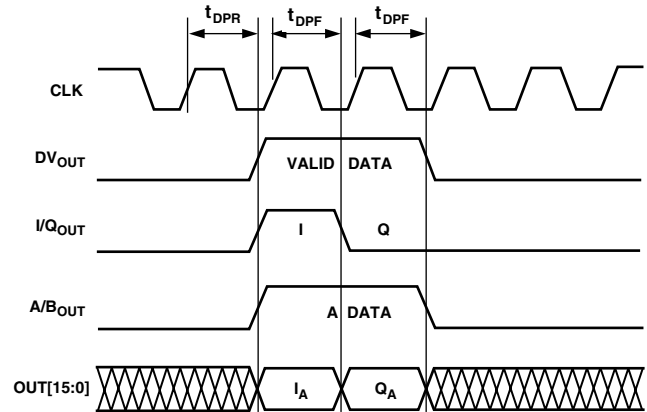 tDPR tDPF tDPF
CLK
DVOUT VALID DATA
I/QOUT I Q
A/BOUT A DATA
OUT[15:0] IA QA